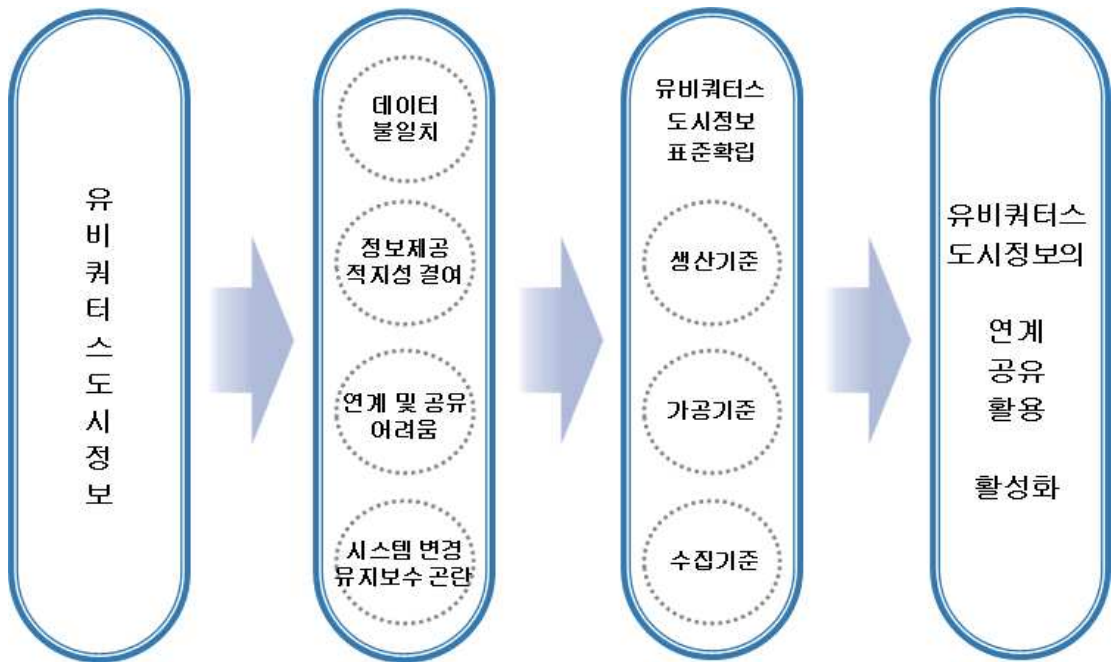 유비쿼터스도시정보
데이터
불일치
정보제공
적지성 결여
연계 및 공유
어려움
시스템 변경
유지보수 곤란
유비쿼터스
도시정보
표준확립
생산기준
가공기준
수집기준
유비쿼터스
도시정보의
연계
공유
활용
활성화